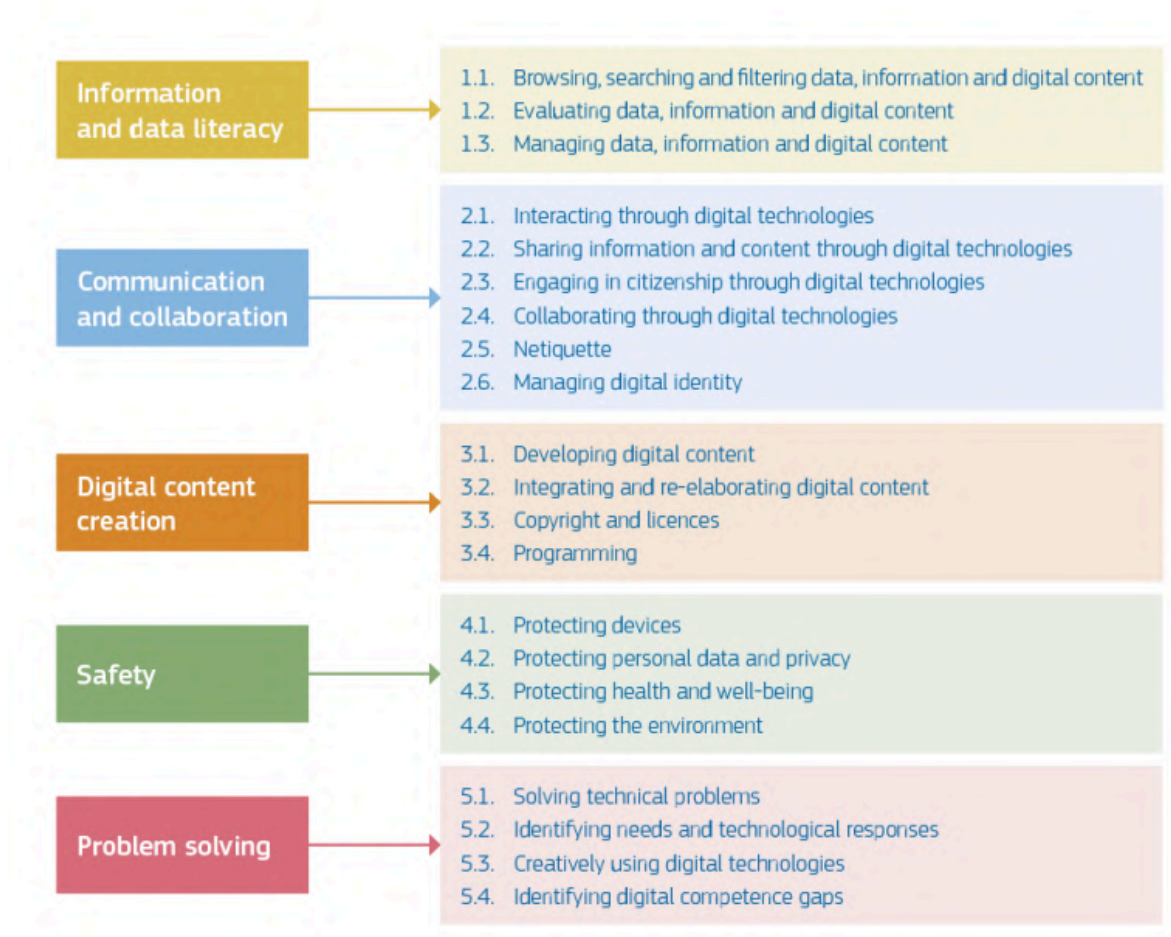 Information
and data literacy
1.1. Browsing, searching and filtering data, information and digital content
1.2. Evaluating data, information and digital content
1.3. Managing data, information and digital content
Communication
and collaboration
2.1. Interacting through digital technologies
2.2. Sharing information and content through digital technologies
2.3. Engaging in citizenship through digital technologies
2.4. Collaborating through digital technologies
2.5. Netiquette
2.6. Managing digital identity
Digital content
creation
3.1. Developing digital content
3.2. Integrating and re-elaborating digital content
3.3. Copyright and licences
3.4. Programming
Safety
4.1. Protecting devices
4.2. Protecting personal data and privacy
4.3. Protecting health and well-being
4.4. Protecting the environment
Problem solving
5.1. Solving technical problems
5.2. Identifying needs and technological responses
5.3. Creatively using digital technologies
5.4. Identifying digital competence gaps